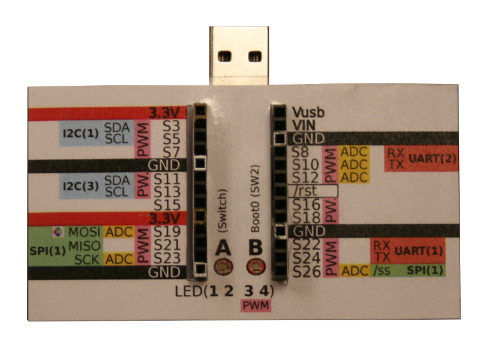 3.3V
I2C(1) SDA SCL PWM S3 S5
S7
GND
I2C(3) SDA SCL PW. S11 S13
S15
3.3V
SPI(1) MOSI ADC PWM S19
MISO S21
SCK ADC S23
GND
Vusb
VIN
GND
S8 PWM ADC RX UART(2)
S10 ADC TX
S12 ADC
/rst
S16 PW.
S18
GND
S22 PWM RX UART(1)
S24 TX
S26 ADC /ss SPI(1)
(Switch)
Boot0 (SW2)
A B
LED(1 2 3 4)
PWM